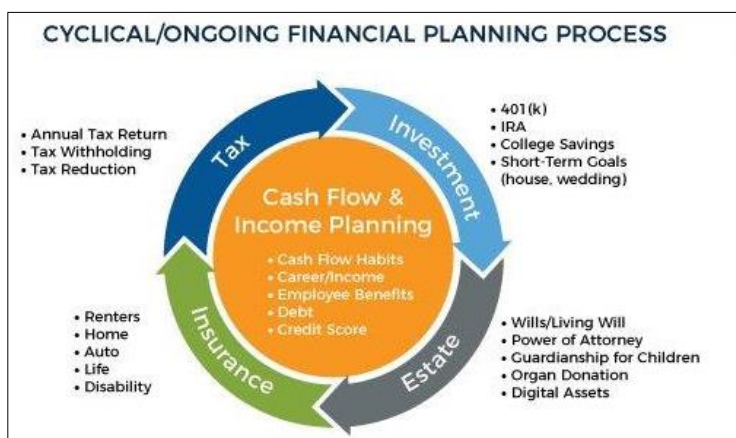 CYCLICAL/ONGOING FINANCIAL PLANNING PROCESS
• Annual Tax Return
• Tax Withholding
• Tax Reduction
Tax
Investment
• 401(k)
• IRA
• College Savings
• Short-Term Goals
(house, wedding)
Cash Flow &
Income Planning
• Cash Flow Habits
• Career/Income
• Employee Benefits
• Debt
• Credit Score
• Renters
• Home
• Auto
• Life
• Disability
Insurance
Estate
• Wills/Living Will
• Power of Attorney
• Guardianship for Children
• Organ Donation
• Digital Assets